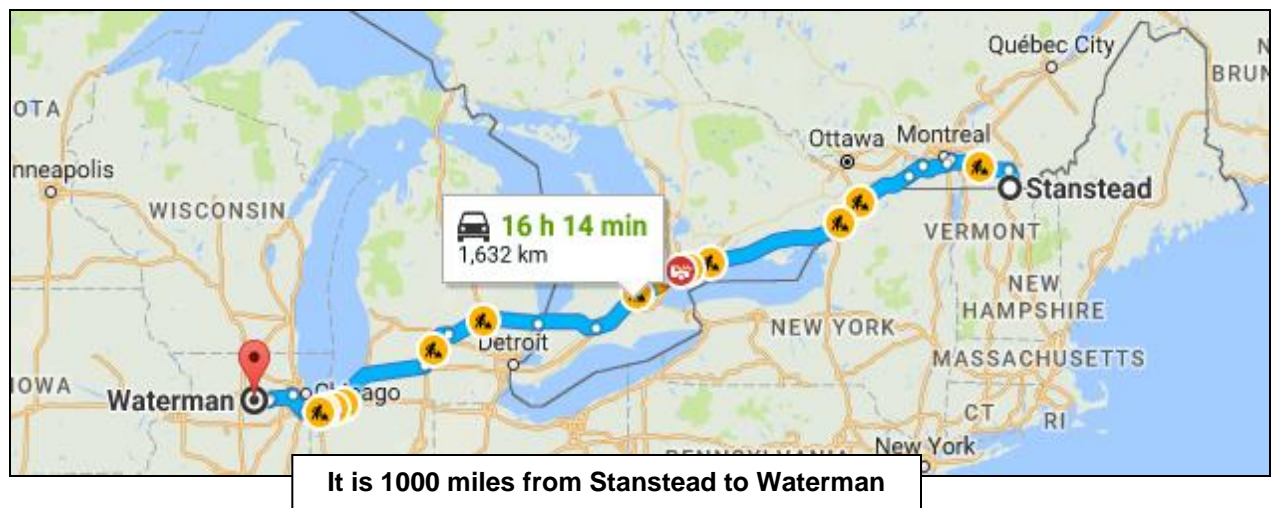 Québec City
N
BRUN
OTA
Ottawa
Montreal
nneapolis
Stanstead
WISCONSIN
16 h 14 min
1,632 km
VERMONT
NEW
HAMPSHIRE
NEW YORK
Detroit
MASSACHUSETTS
IOWA
Waterman
Chicago
CT
RI
New York
PENNSYLVANIA
It is 1000 miles from Stanstead to Waterman